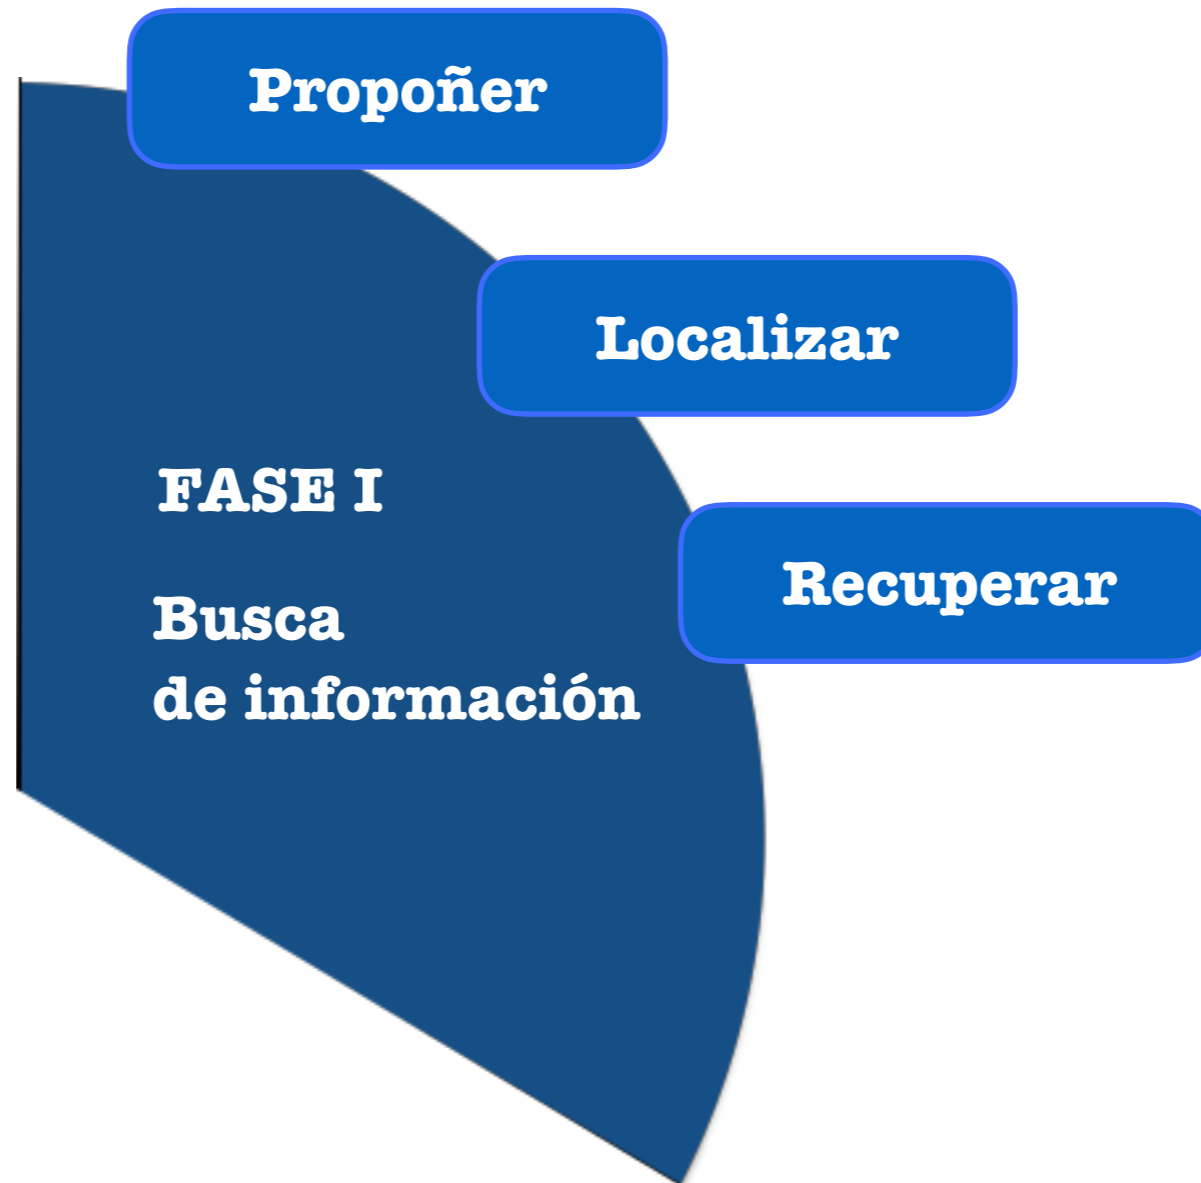 Propoñer
Localizar
FASE I
Recuperar
Busca
de información